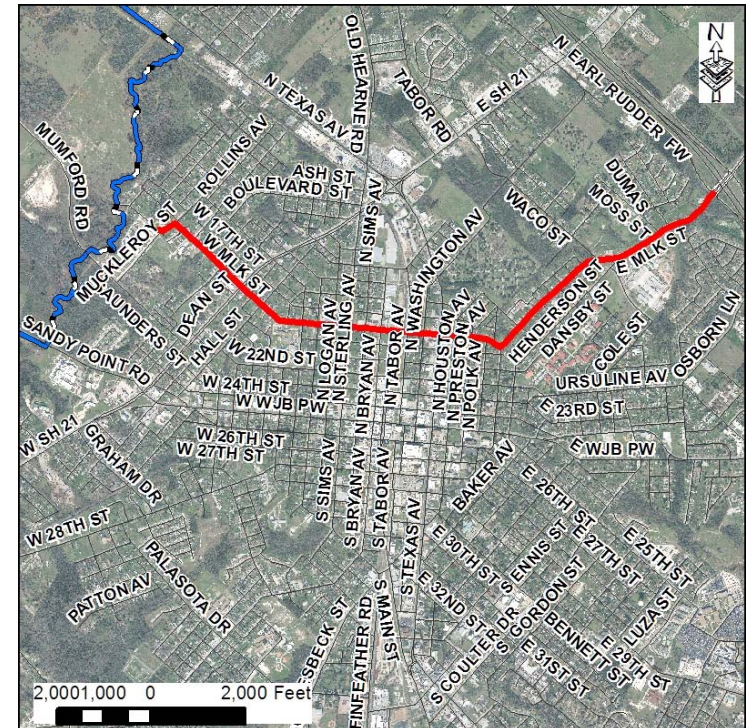 N
OLD HEARNE RD
N EARL RUDDER FW
N TEXAS AV
TABOR RD
E SH 21
MUMFORD RD
ROLLINS AV
ASH ST
BOULEVARD ST
DUMAS
MOSS ST
WACO ST
W 17TH ST
W MLK ST
N SIMS AV
N WASHINGTON AV
MUCKLEROY ST
E MLK ST
SAUNDERS ST
DEAN ST
HALL ST
HENDERSON ST
DANSBY ST
COLE ST
OSBORN LN
SANDY POINT RD
W 22ND ST
N LOGAN AV
N STERLING AV
N BRYAN AV
N TABOR AV
N HOUSTON AV
N PRESTON AV
N POLK AV
URSULINE AV
W 24TH ST
W WJB PW
E 23RD ST
W SH 21
W 26TH ST
W 27TH ST
E WJB PW
GRAHAM DR
S SIMS AV
S BRYAN AV
S TABOR AV
BAKER AV
W 28TH ST
S TEXAS AV
E 26TH ST
E 25TH ST
E 27TH ST
E 30TH ST
S ENNIS ST
PALASOTA DR
PATTON AV
E 32ND ST
S GORDON ST
LUZA ST
S MAIN ST
FINFEATHER RD
S COULTER DR
BENNETT ST
E 29TH ST
E 31ST ST
2,0001,000 0 2,000 Feet